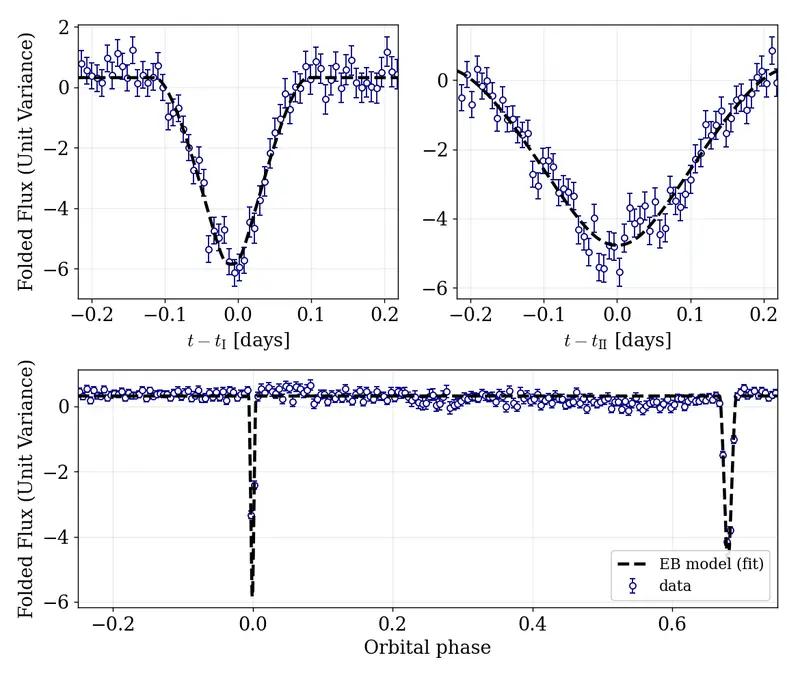 Folded Flux (Unit Variance)
2
0
−2
−4
−6
−0.2 −0.1 0.0 0.1 0.2
t − tI [days]
0
−2
−4
−6
−0.2 −0.1 0.0 0.1 0.2
t − tII [days]
Folded Flux (Unit Variance)
0
−2
−4
−6
EB model (fit)
data
−0.2 0.0 0.2 0.4 0.6
Orbital phase